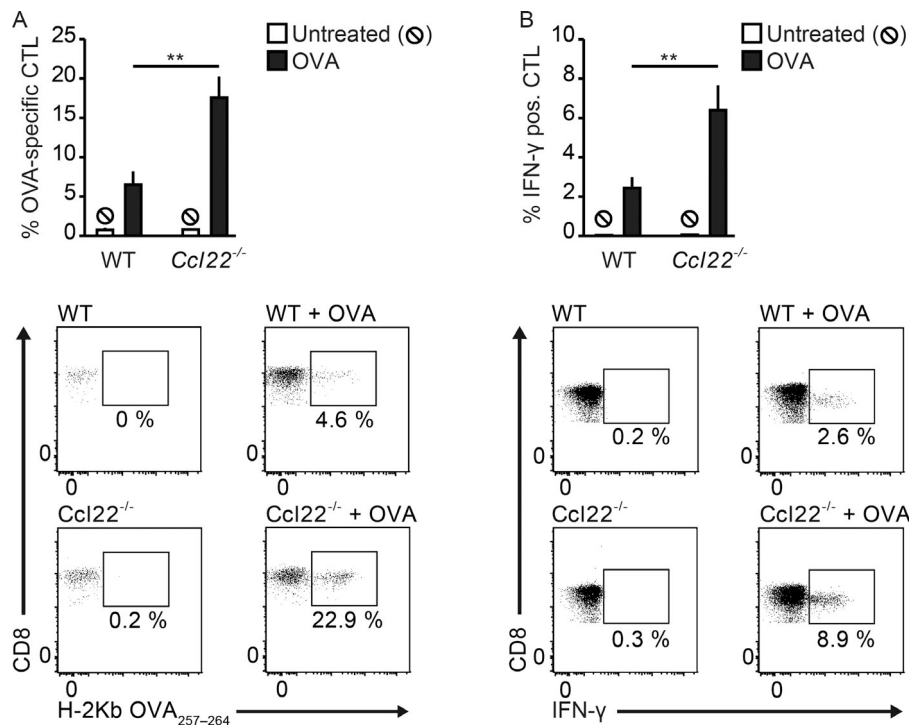 A
Untreated (⦸)
OVA
% OVA-specific CTL
25
20
15
10
5
0
**
WT
Ccl22-/-
B
Untreated (⦸)
OVA
% IFN-γ pos. CTL
10
8
6
4
2
0
**
WT
Ccl22-/-
WT
0 %
0
0
WT + OVA
4.6 %
0
0
Ccl22-/-
0.2 %
0
0
Ccl22-/- + OVA
22.9 %
0
0
CD8
H-2Kb OVA257–264
WT
0.2 %
0
0
WT + OVA
2.6 %
0
0
Ccl22-/-
0.3 %
0
0
Ccl22-/- + OVA
8.9 %
0
0
CD8
IFN-γ